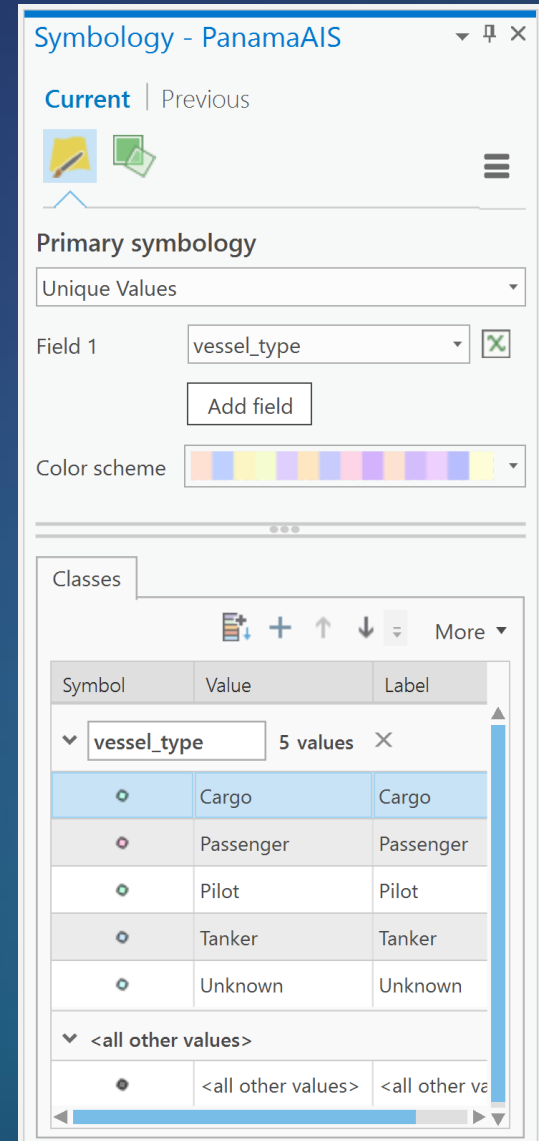 Symbology - PanamaAIS
Current | Previous
Primary symbology
Unique Values
Field 1 vessel_type
Add field
Color scheme
Classes
More
Symbol Value Label
vessel_type 5 values
Cargo Cargo
Passenger Passenger
Pilot Pilot
Tanker Tanker
Unknown Unknown
<all other values>
<all other values> <all other va